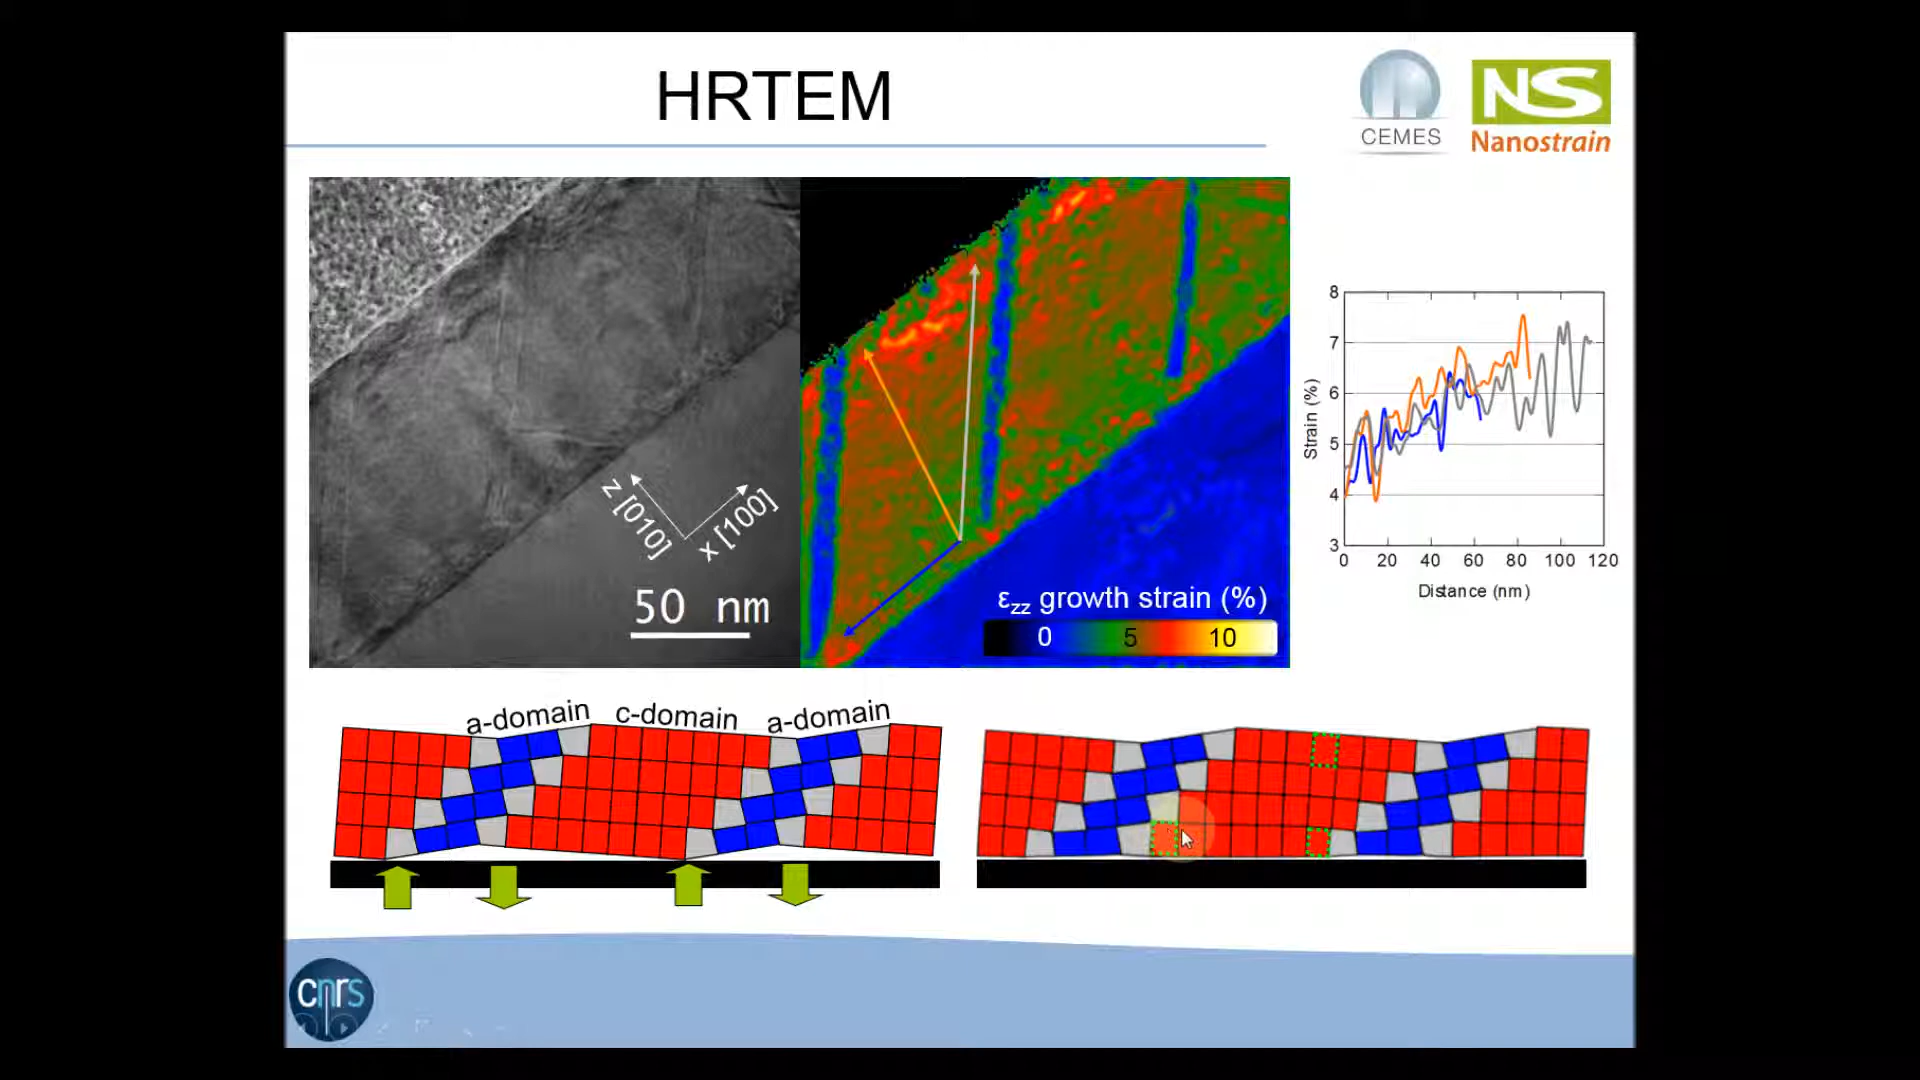 HRTEM
CEMES
NS
Nanostrain
z [010]
x [100]
50 nm
εzz growth strain (%)
0 5 10
8
7
6
5
4
3
Strain (%)
0 20 40 60 80 100 120
Distance (nm)
a-domain c-domain a-domain
cnrs